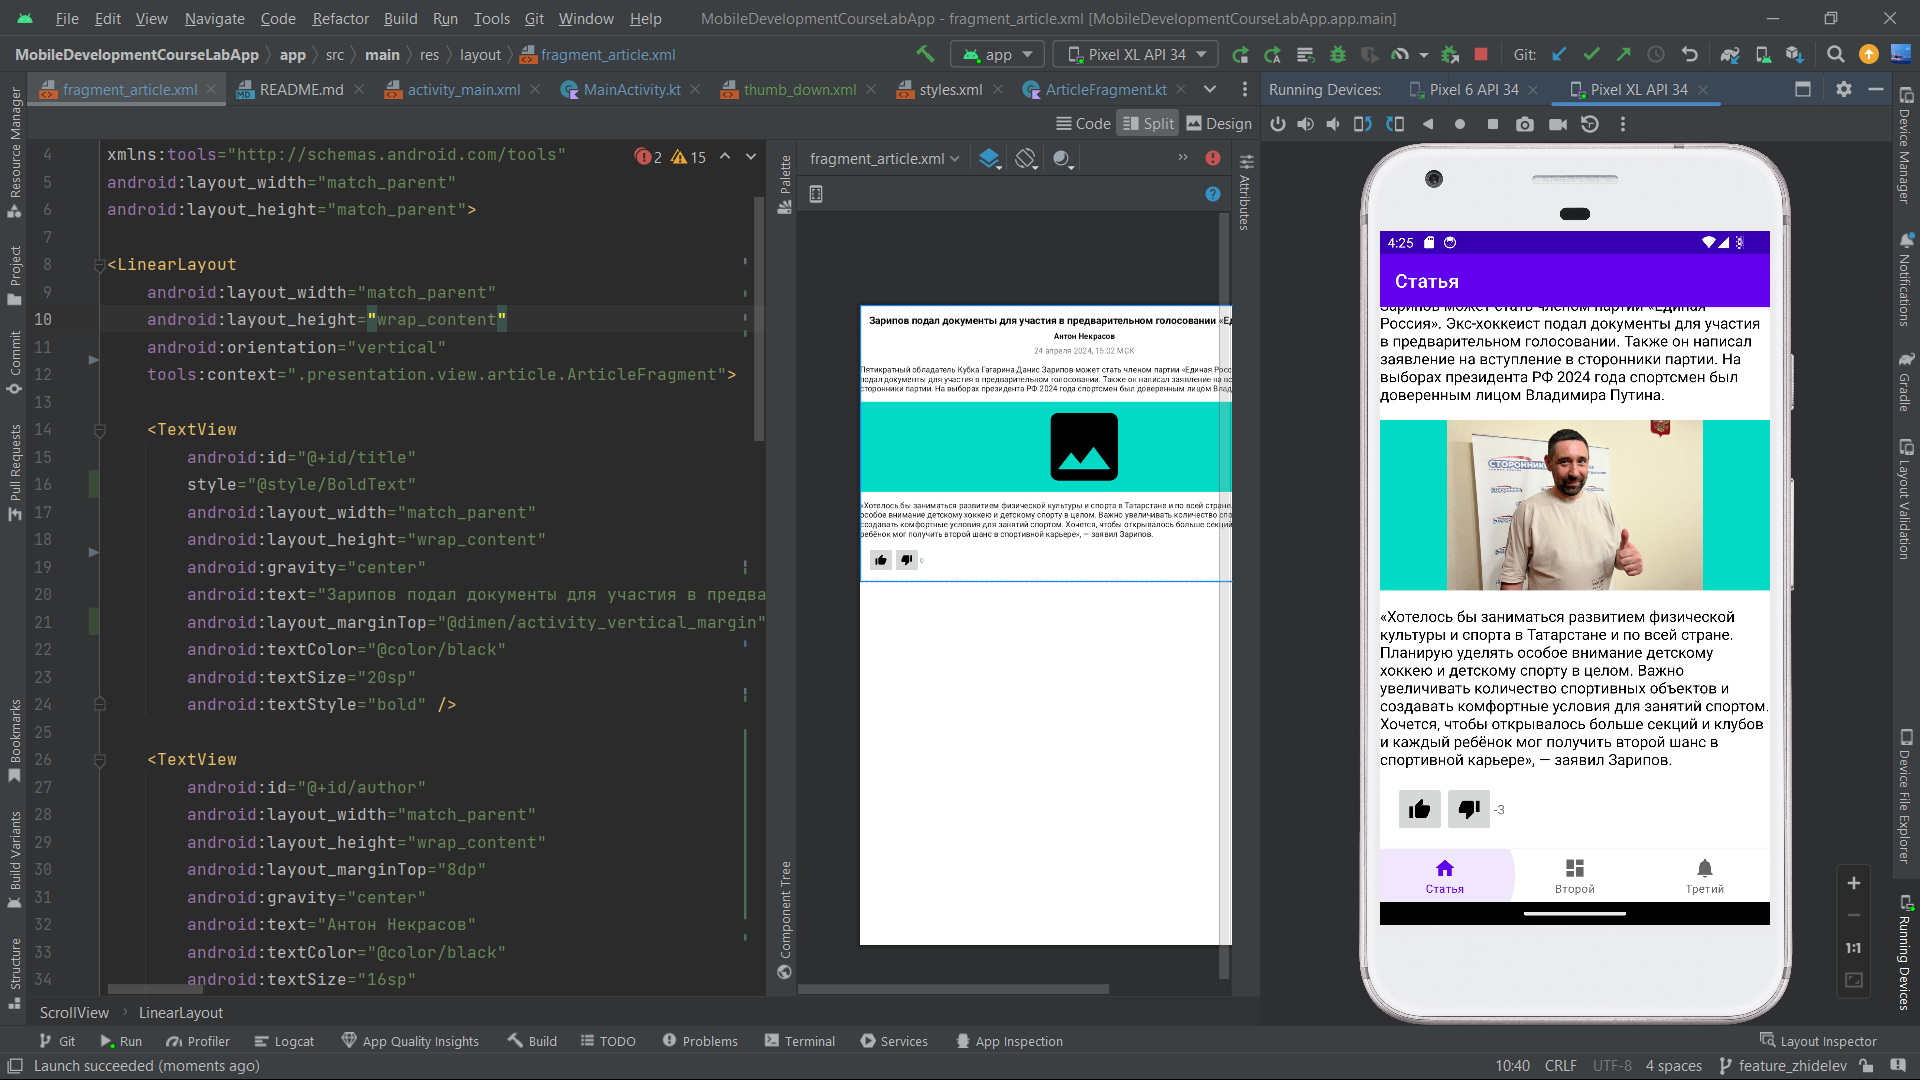 File Edit View Navigate Code Refactor Build Run Tools Git Window Help MobileDevelopmentCourseLabApp - fragment_article.xml [MobileDevelopmentCourseLabApp.app.main]
MobileDevelopmentCourseLabApp app src main res layout fragment_article.xml app Pixel XL API 34 Git:
fragment_article.xml README.md activity_main.xml MainActivity.kt thumb_down.xml styles.xml ArticleFragment.kt Running Devices: Pixel 6 API 34 Pixel XL API 34
Code Split Design
Resource Manager
Project
Commit
Pull Requests
Bookmarks
Build Variants
Structure
2 15
4 xmlns:tools="http://schemas.android.com/tools"
5 android:layout_width="match_parent"
6 android:layout_height="match_parent">
7
8 <LinearLayout
9 android:layout_width="match_parent"
10 android:layout_height="wrap_content"
11 android:orientation="vertical"
12 tools:context=".presentation.view.article.ArticleFragment">
13
14 <TextView
15 android:id="@+id/title"
16 style="@style/BoldText"
17 android:layout_width="match_parent"
18 android:layout_height="wrap_content"
19 android:gravity="center"
20 android:text="Зарипов подал документы для участия в предва
21 android:layout_marginTop="@dimen/activity_vertical_margin"
22 android:textColor="@color/black"
23 android:textSize="20sp"
24 android:textStyle="bold" />
25
26 <TextView
27 android:id="@+id/author"
28 android:layout_width="match_parent"
29 android:layout_height="wrap_content"
30 android:layout_marginTop="8dp"
31 android:gravity="center"
32 android:text="Антон Некрасов"
33 android:textColor="@color/black"
34 android:textSize="16sp"
ScrollView LinearLayout
Palette
Component Tree
fragment_article.xml
Attributes
Зарипов подал документы для участия в предварительном голосовании «Ед
Антон Некрасов
24 апреля 2024, 15:02 МСК
Пятикратный обладатель Кубка Гагарина Данис Зарипов может стать членом партии «Единая Росс
подал документы для участия в предварительном голосовании. Также он написал заявление на вс
сторонники партии. На выборах президента РФ 2024 года спортсмен был доверенным лицом Влад
«Хотелось бы заниматься развитием физической культуры и спорта в Татарстане и по всей стране.
особое внимание детскому хоккею и детскому спорту в целом. Важно увеличивать количество спо
создавать комфортные условия для занятий спортом. Хочется, чтобы открывалось больше секций
ребёнок мог получить второй шанс в спортивной карьере», — заявил Зарипов.
0
4:25
Статья
Зарипов может стать членом партии «Единая
Россия». Экс-хоккеист подал документы для участия
в предварительном голосовании. Также он написал
заявление на вступление в сторонники партии. На
выборах президента РФ 2024 года спортсмен был
доверенным лицом Владимира Путина.
СТОРОННИК
«Хотелось бы заниматься развитием физической
культуры и спорта в Татарстане и по всей стране.
Планирую уделять особое внимание детскому
хоккею и детскому спорту в целом. Важно
увеличивать количество спортивных объектов и
создавать комфортные условия для занятий спортом.
Хочется, чтобы открывалось больше секций и клубов
и каждый ребёнок мог получить второй шанс в
спортивной карьере», — заявил Зарипов.
-3
Статья Второй Третий
1:1
Device Manager
Notifications
Gradle
Layout Validation
Device File Explorer
Running Devices
Git Run Profiler Logcat App Quality Insights Build TODO Problems Terminal Services App Inspection Layout Inspector
Launch succeeded (moments ago) 10:40 CRLF UTF-8 4 spaces feature_zhidelev